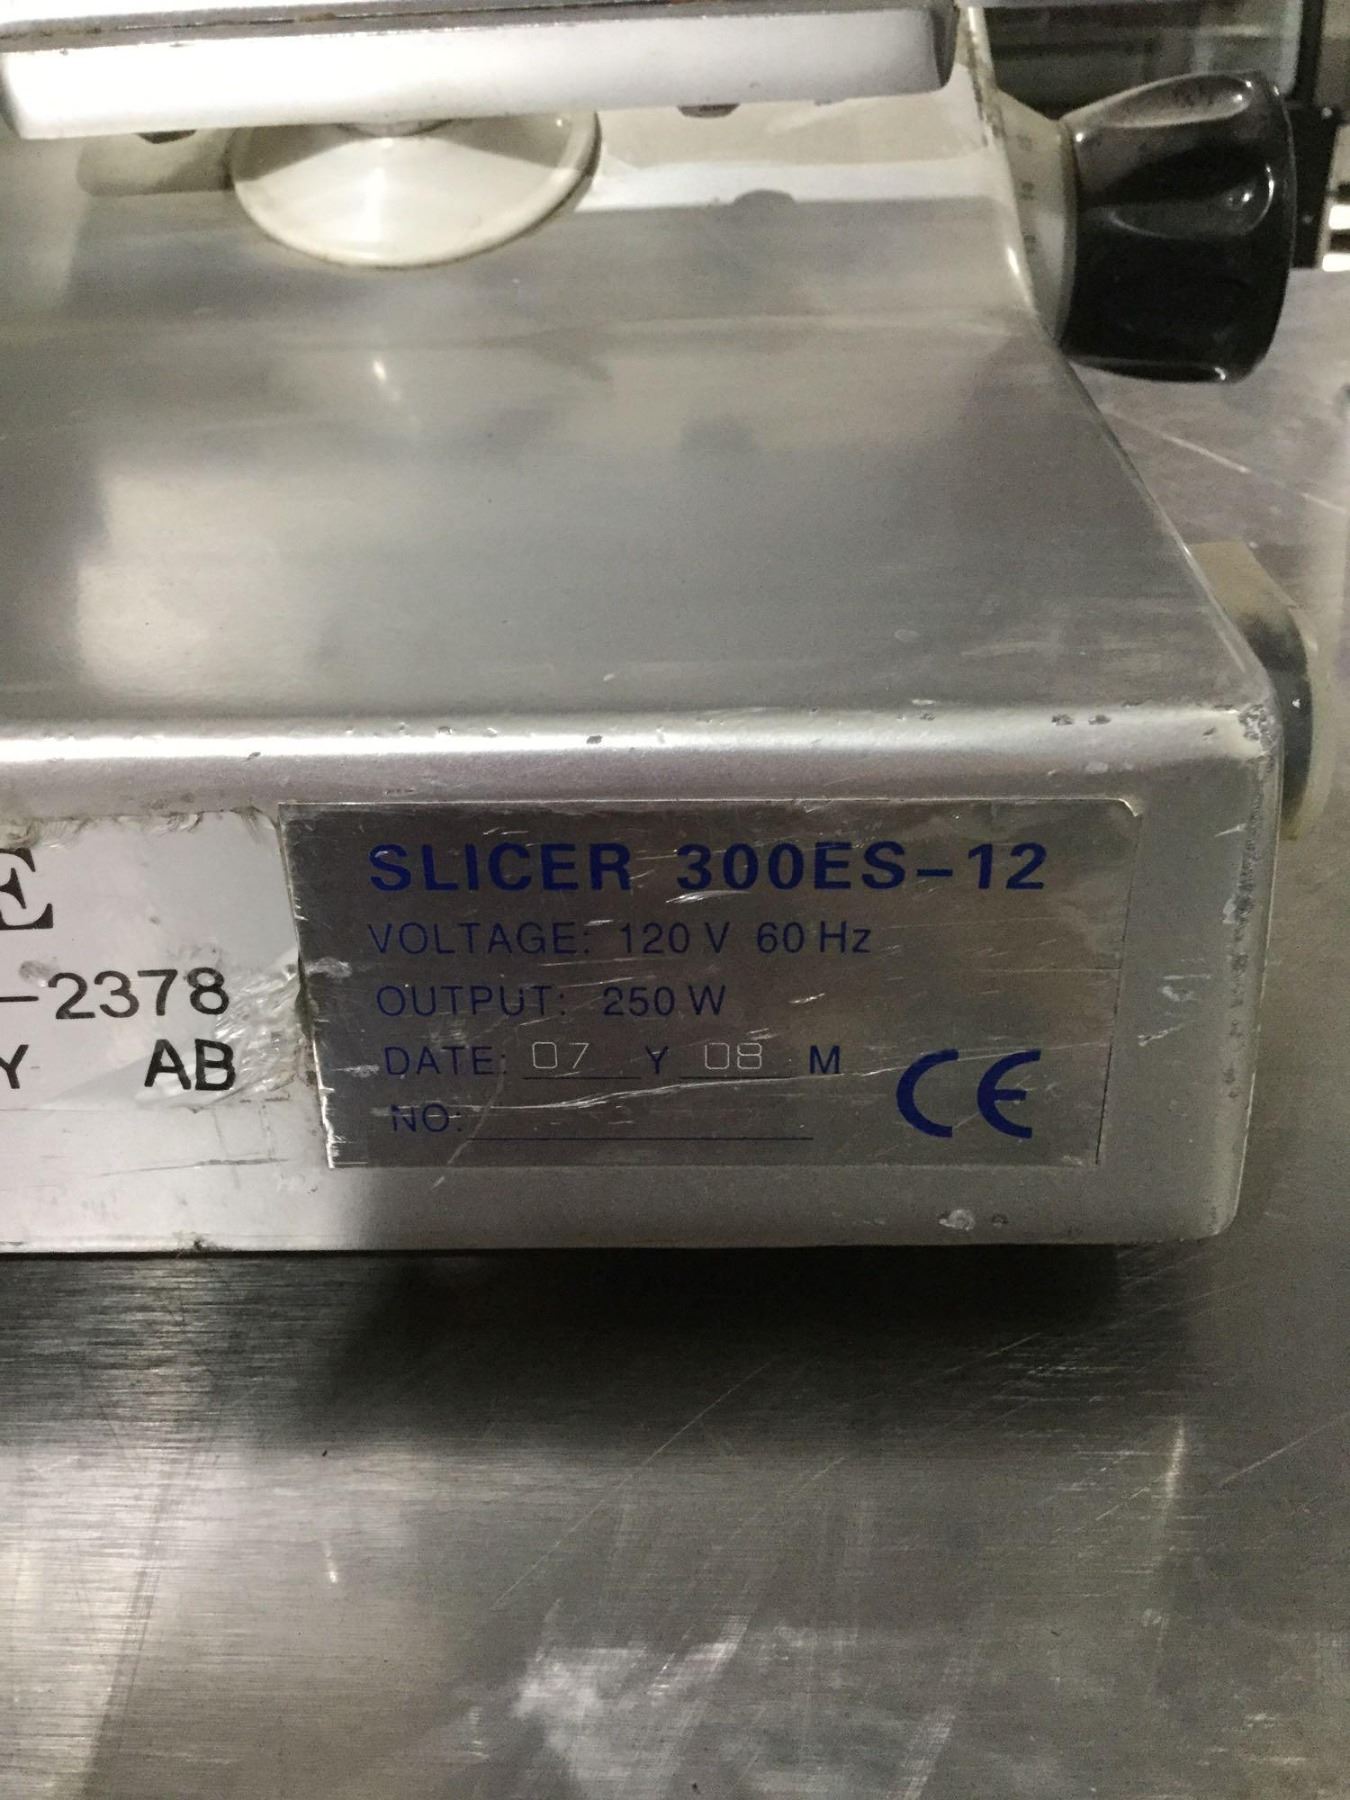 E
-2378
Y AB
SLICER 300ES-12
VOLTAGE: 120 V 60 Hz
OUTPUT: 250 W
DATE: 07 Y 08 M
NO:
CE